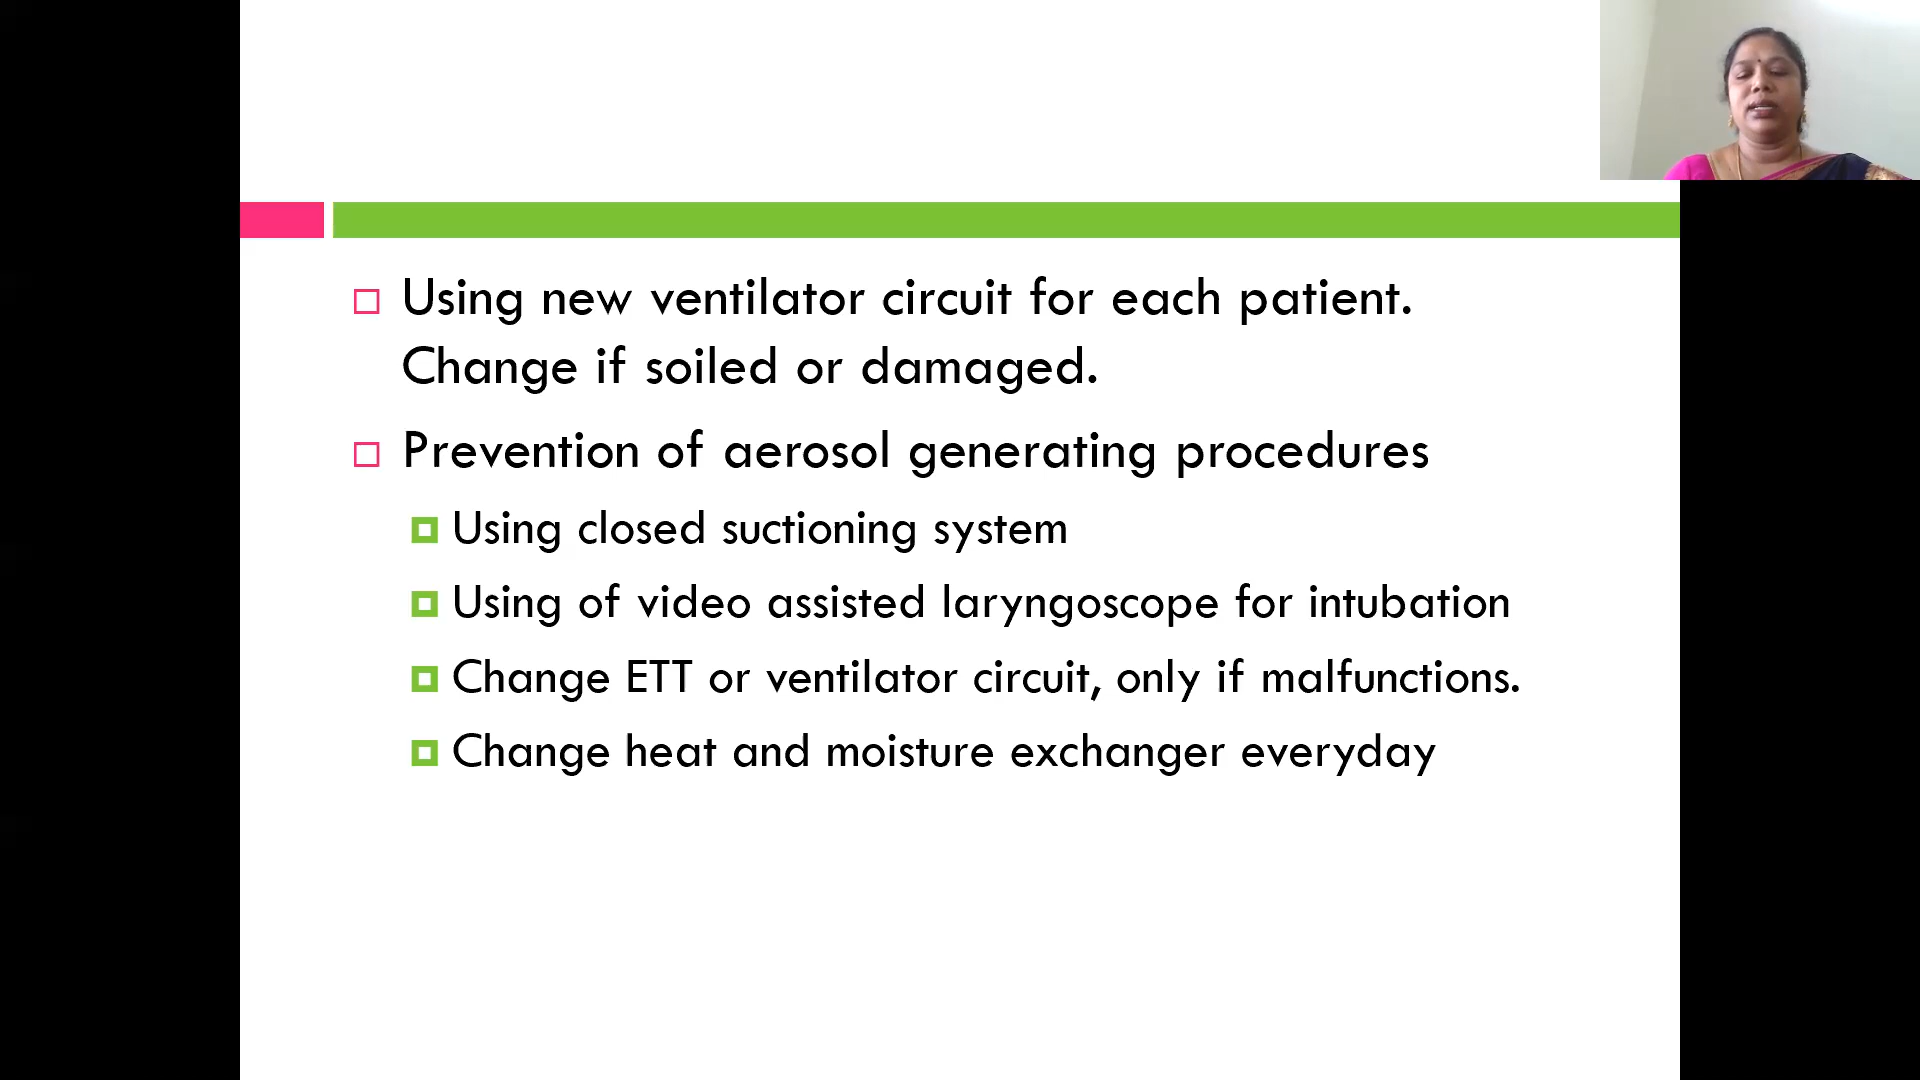 Using new ventilator circuit for each patient.
Change if soiled or damaged.
Prevention of aerosol generating procedures
Using closed suctioning system
Using of video assisted laryngoscope for intubation
Change ETT or ventilator circuit, only if malfunctions.
Change heat and moisture exchanger everyday